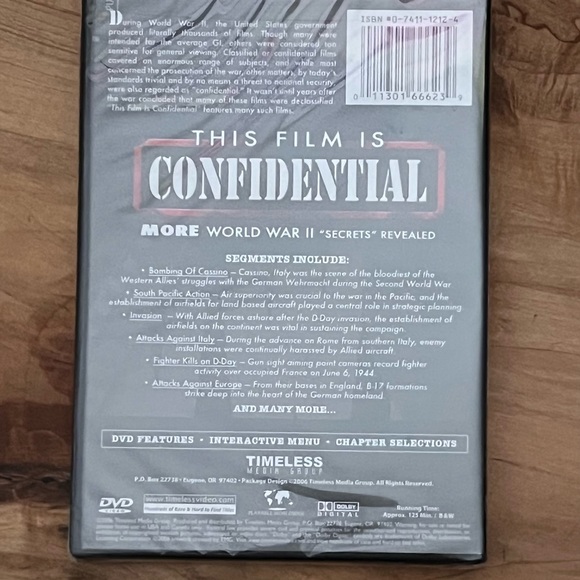 During World War II, the United States government
produced literally thousands of films. Though many were
intended for the average GI, others were considered too
sensitive for general viewing. Classified or confidential films
covered an enormous range of subjects, and while most
concerned the prosecution of the war, other matters, by today's
standards trivial and by no means a threat to national security
were also regarded as "confidential." It wasn't until years after
the war concluded that many of these films were declassified
"This Film Is Confidential" features many such films.
ISBN #0-7411-1212-4
0 11301 66623 9
THIS FILM IS
CONFIDENTIAL
MORE WORLD WAR II "SECRETS" REVEALED
SEGMENTS INCLUDE:
• Bombing Of Cassino – Cassino, Italy was the scene of the bloodiest of the
Western Allies' struggles with the German Wehrmacht during the Second World War
• South Pacific Action – Air superiority was crucial to the war in the Pacific, and the
establishment of airfields for land based aircraft played a central role in strategic planning
• Invasion – With Allied forces ashore after the D-Day invasion, the establishment of
airfields on the continent was vital in sustaining the campaign.
• Attacks Against Italy – During the advance on Rome from southern Italy, enemy
installations were continually harassed by Allied aircraft.
• Fighter Kills on D-Day – Gun sight aiming point cameras record fighter
activity over occupied France on June 6, 1944.
• Attacks Against Europe – From their bases in England, B-17 formations
strike deep into the heart of the German homeland
AND MANY MORE...
DVD FEATURES • INTERACTIVE MENU • CHAPTER SELECTIONS
TIMELESS
MEDIA GROUP
P.O. Box 22738 • Eugene, OR 97402 • Package Design ©2006 Timeless Media Group. All Rights Reserved.
DVD
VIDEO
www.timelessvideo.com
Hundreds of Rare & Hard to Find Titles
DOLBY
DIGITAL
Running Time:
Approx. 125 Min. | B&W